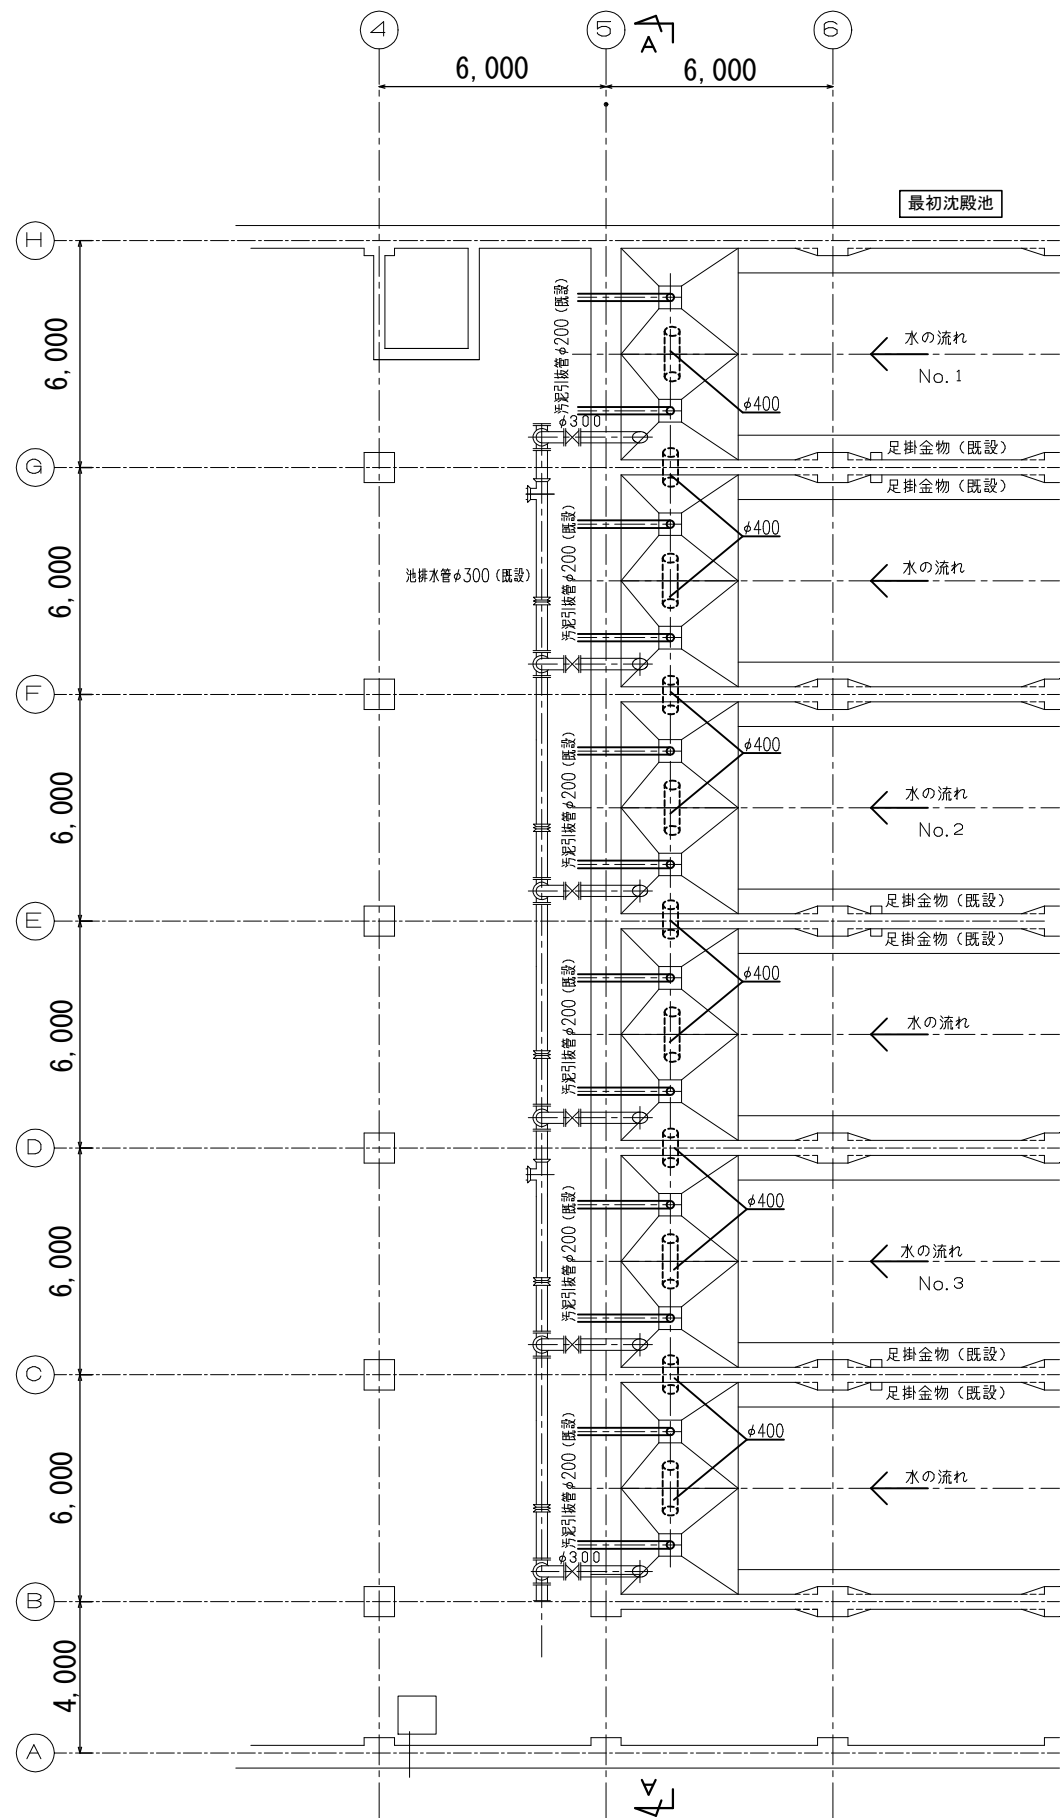 4
5
6
A
6,000
6,000
最初沈殿池
H
G
F
E
D
C
B
A
6,000
6,000
6,000
6,000
6,000
6,000
4,000
汚泥引抜管φ200(既設)
φ300
水の流れ
No.1
φ400
足掛金物(既設)
足掛金物(既設)
φ400
池排水管φ300(既設)
汚泥引抜管φ200(既設)
水の流れ
φ400
汚泥引抜管φ200(既設)
水の流れ
No.2
足掛金物(既設)
足掛金物(既設)
φ400
汚泥引抜管φ200(既設)
水の流れ
φ400
汚泥引抜管φ200(既設)
水の流れ
No.3
足掛金物(既設)
足掛金物(既設)
φ400
汚泥引抜管φ200(既設)
水の流れ
φ300
A